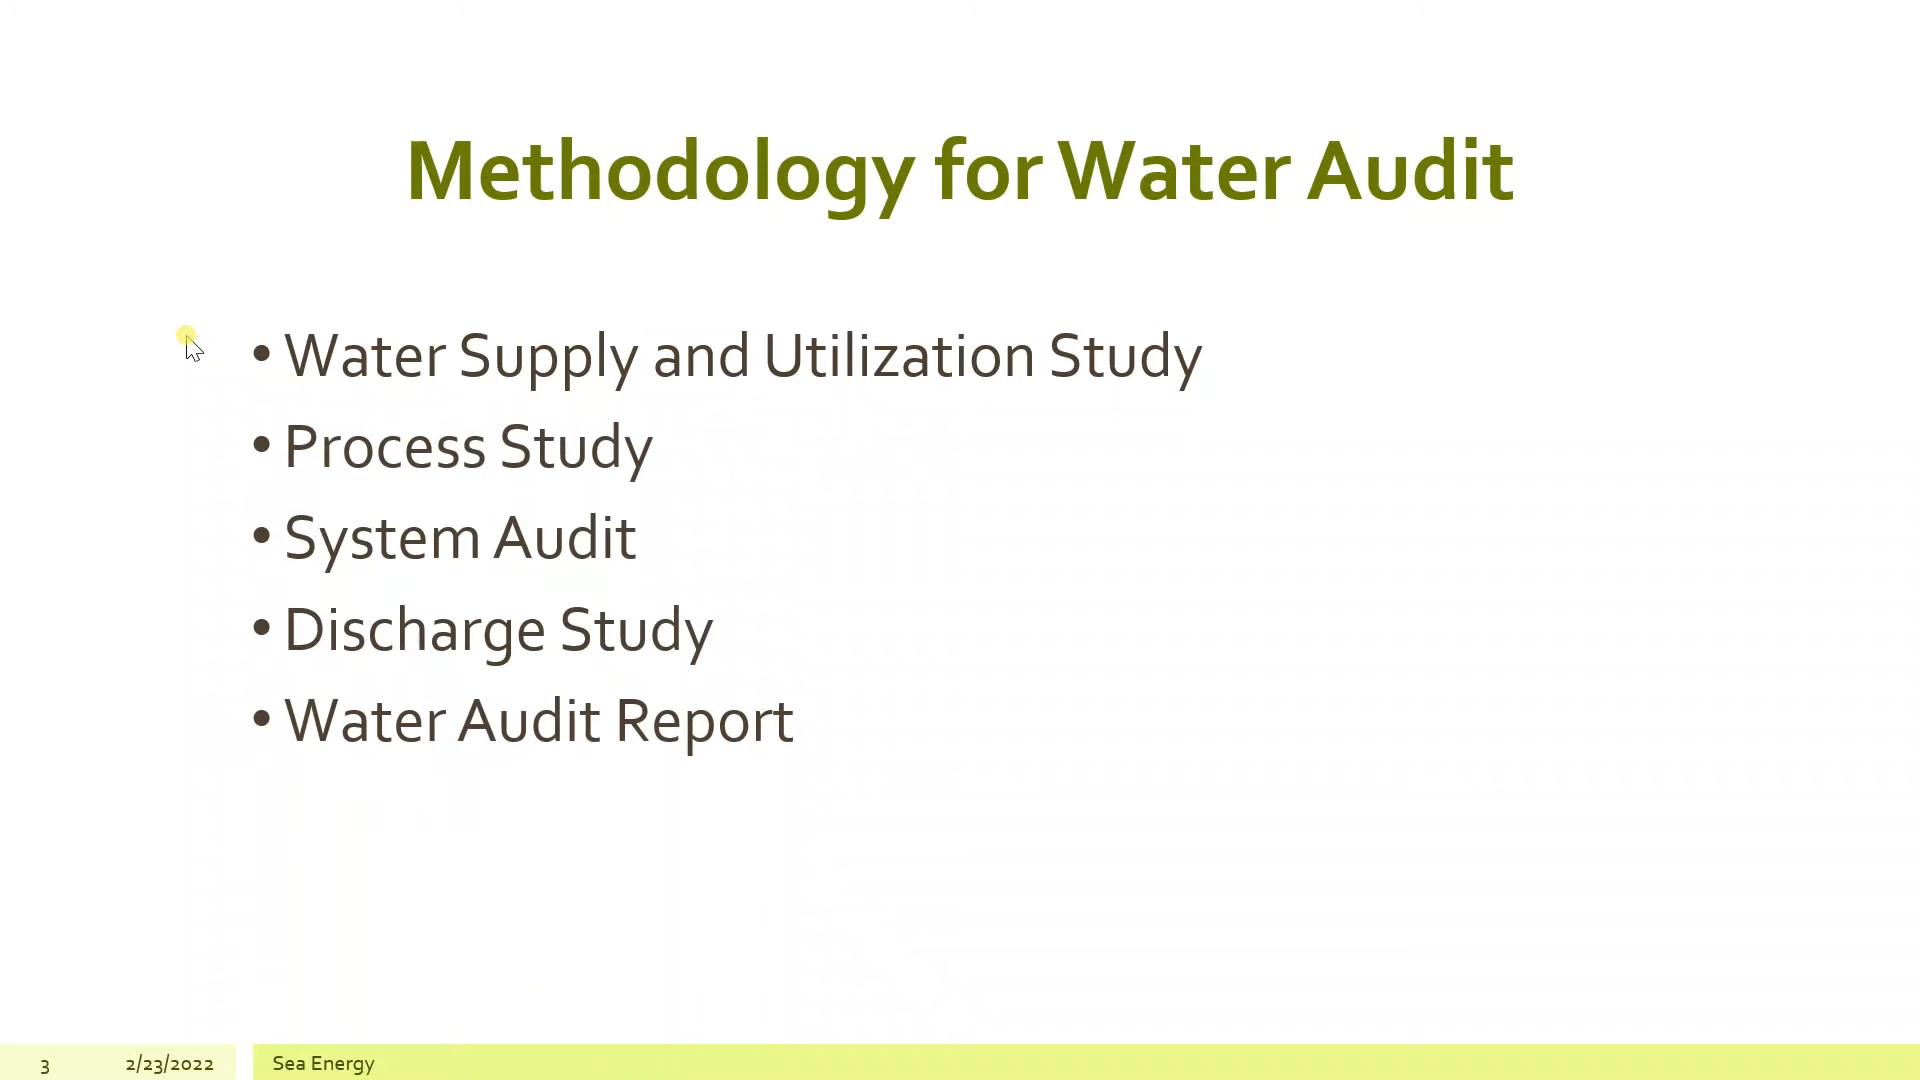 Methodology for Water Audit
• Water Supply and Utilization Study
• Process Study
• System Audit
• Discharge Study
• Water Audit Report
3 2/23/2022 Sea Energy